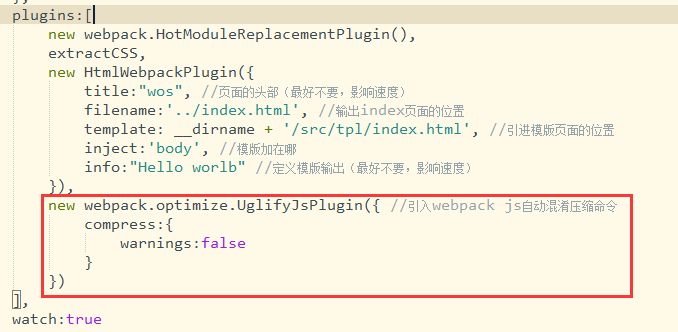 plugins:[
new webpack.HotModuleReplacementPlugin(),
extractCSS,
new HtmlWebpackPlugin({
title:"wos", //页面的头部（最好不要，影响速度）
filename:'../index.html', //输出index页面的位置
template: __dirname + '/src/tpl/index.html', //引进模版页面的位置
inject:'body', //模版加在哪
info:"Hello worlb" //定义模版输出（最好不要，影响速度）
}),
new webpack.optimize.UglifyJsPlugin({ //引入webpack js自动混淆压缩命令
compress:{
warnings:false
}
})
],
watch:true